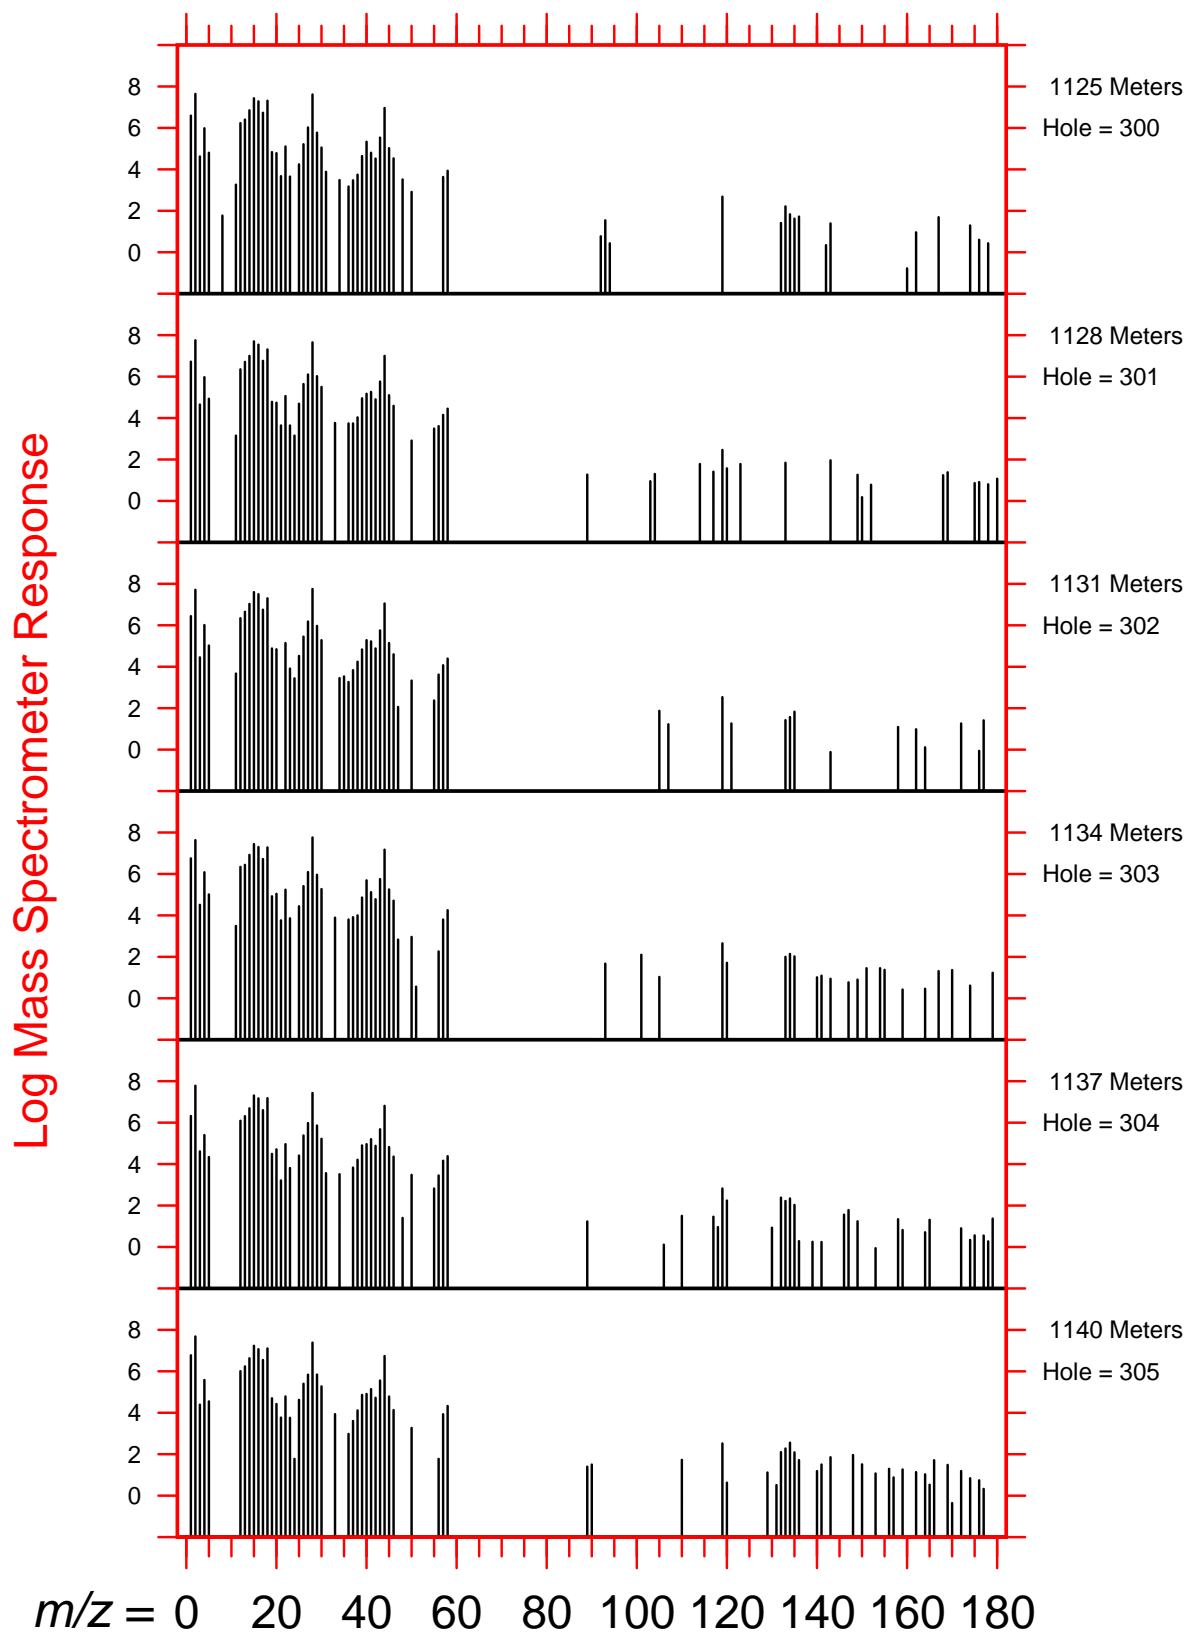 Log Mass Spectrometer Response
8
6
4
2
0
1125 Meters
Hole = 300
8
6
4
2
0
1128 Meters
Hole = 301
8
6
4
2
0
1131 Meters
Hole = 302
8
6
4
2
0
1134 Meters
Hole = 303
8
6
4
2
0
1137 Meters
Hole = 304
8
6
4
2
0
1140 Meters
Hole = 305
m/z = 0 20 40 60 80 100 120 140 160 180